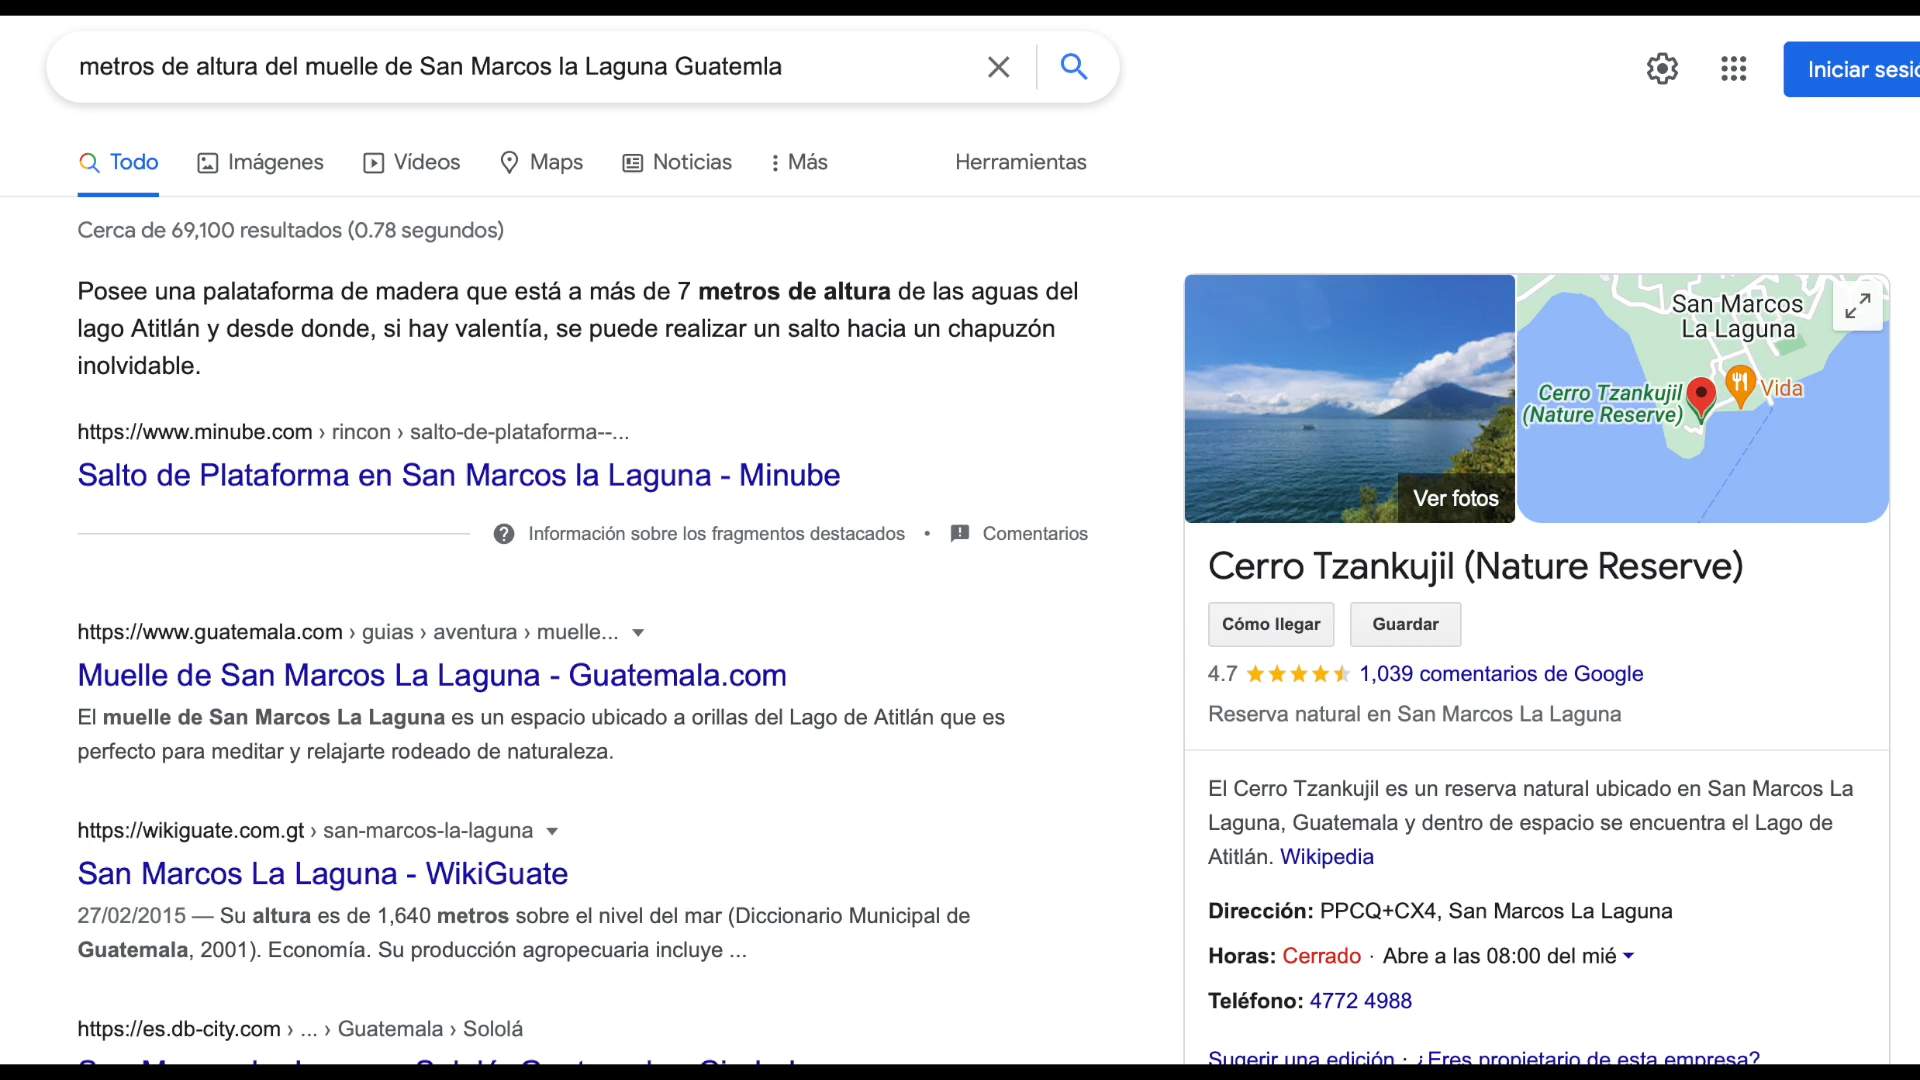 metros de altura del muelle de San Marcos la Laguna Guatemla
Iniciar sesió
Todo
Imágenes
Vídeos
Maps
Noticias
Más
Herramientas
Cerca de 69,100 resultados (0.78 segundos)
Posee una palataforma de madera que está a más de 7 metros de altura de las aguas del
lago Atitlán y desde donde, si hay valentía, se puede realizar un salto hacia un chapuzón
inolvidable.
https://www.minube.com › rincon › salto-de-plataforma--...
Salto de Plataforma en San Marcos la Laguna - Minube
Información sobre los fragmentos destacados • Comentarios
https://www.guatemala.com › guias › aventura › muelle...
Muelle de San Marcos La Laguna - Guatemala.com
El muelle de San Marcos La Laguna es un espacio ubicado a orillas del Lago de Atitlán que es
perfecto para meditar y relajarte rodeado de naturaleza.
https://wikiguate.com.gt › san-marcos-la-laguna
San Marcos La Laguna - WikiGuate
27/02/2015 — Su altura es de 1,640 metros sobre el nivel del mar (Diccionario Municipal de
Guatemala, 2001). Economía. Su producción agropecuaria incluye ...
https://es.db-city.com › ... › Guatemala › Sololá
Ver fotos
San Marcos
La Laguna
Cerro Tzankujil
(Nature Reserve)
Vida
Cerro Tzankujil (Nature Reserve)
Cómo llegar
Guardar
4.7 1,039 comentarios de Google
Reserva natural en San Marcos La Laguna
El Cerro Tzankujil es un reserva natural ubicado en San Marcos La
Laguna, Guatemala y dentro de espacio se encuentra el Lago de
Atitlán. Wikipedia
Dirección: PPCQ+CX4, San Marcos La Laguna
Horas: Cerrado · Abre a las 08:00 del mié
Teléfono: 4772 4988
Sugerir una edición · ¿Eres propietario de esta empresa?